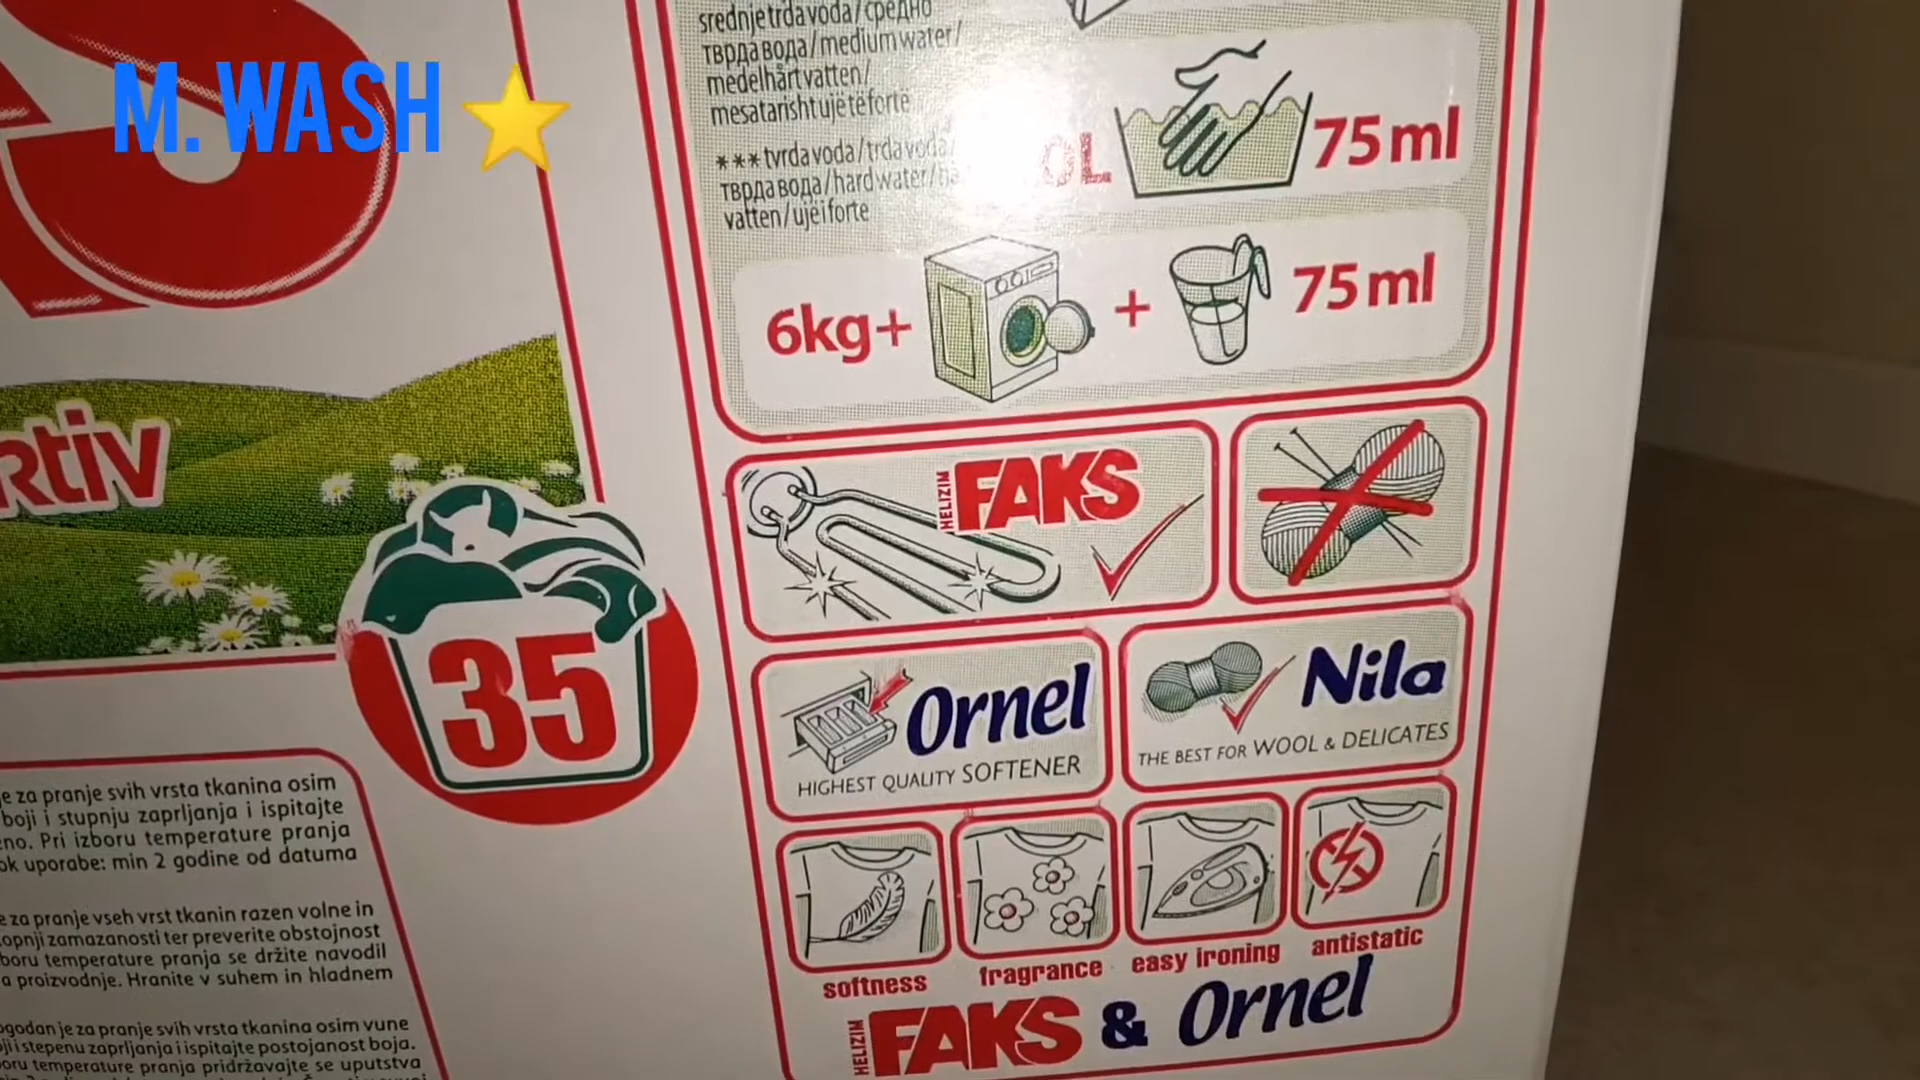 M. WASH
Rtiv
35
e za pranje svih vrsta tkanina osim
boji i stupnju zaprljanja i ispitajte
eno. Pri izboru temperature pranja
ok uporabe: min 2 godine od datuma
e za pranje vseh vrst tkanin razen volne in
opnji zamazanosti ter preverite obstojnost
boru temperature pranja se držite navodil
a proizvodnje. Hranite v suhem in hladnem
ogodan je za pranje svih vrsta tkanina osim vune
ji i stepenu zaprljanja i ispitajte postojanost boja.
oru temperature pranja pridržavajte se uputstva
srednje trda voda/средно
тврда вода/medium water/
medelhårt vatten/
mesatarisht ujë të fortë
***tvrda voda/trda voda/
тврда вода/hard water/
vatten/ujë i forte
0L
75 ml
6kg+
+
75 ml
HELIZIM
FAKS
Ornel
HIGHEST QUALITY SOFTENER
Nila
THE BEST FOR WOOL & DELICATES
softness
fragrance
easy ironing
antistatic
HELIZIM
FAKS & Ornel